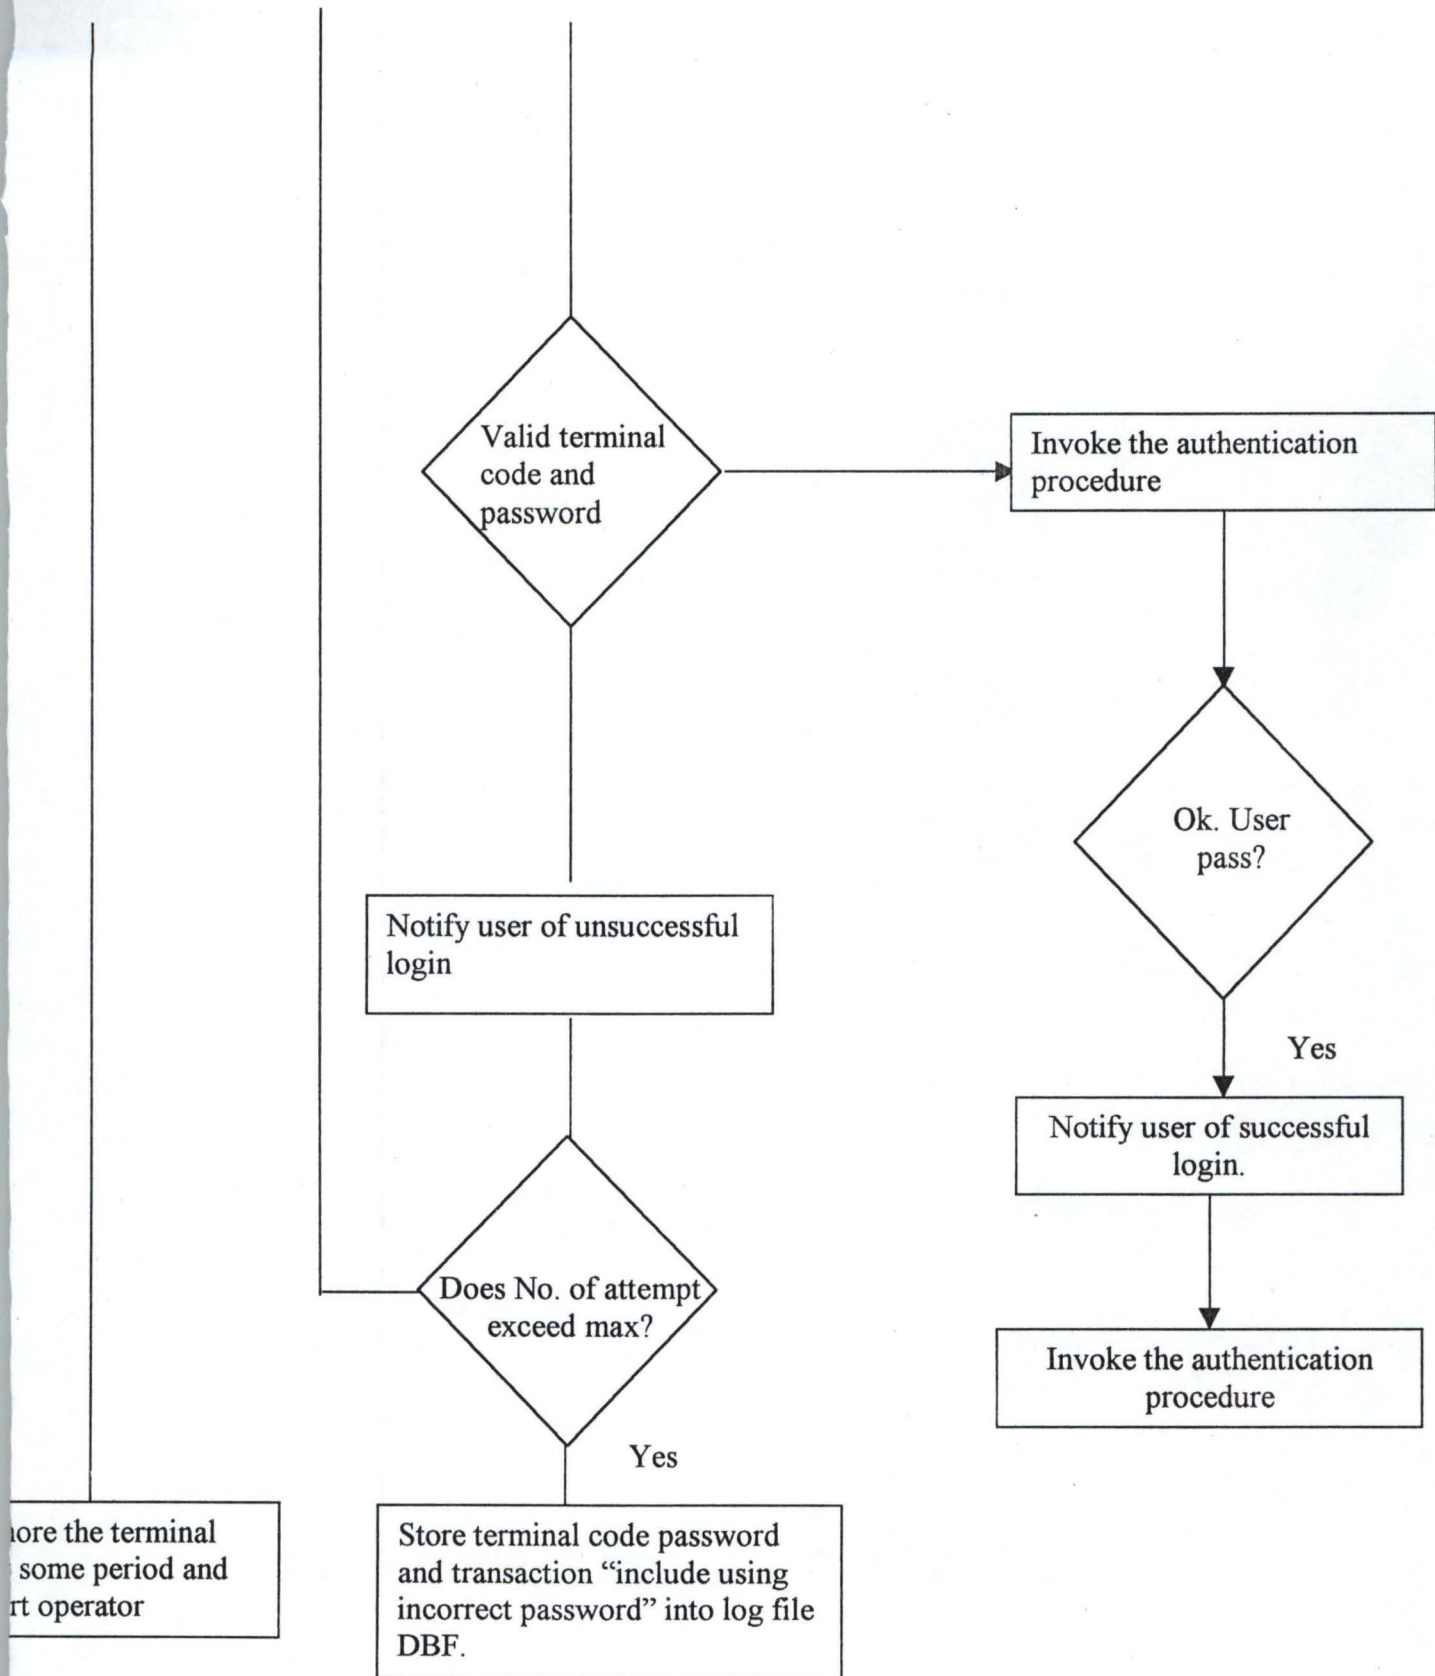 Valid terminal
code and
password
Invoke the authentication
procedure
Ok. User
pass?
Yes
Notify user of successful
login.
Invoke the authentication
procedure
Notify user of unsuccessful
login
Does No. of attempt
exceed max?
Yes
Store terminal code password
and transaction “include using
incorrect password” into log file
DBF.
the terminal
some period and
operator